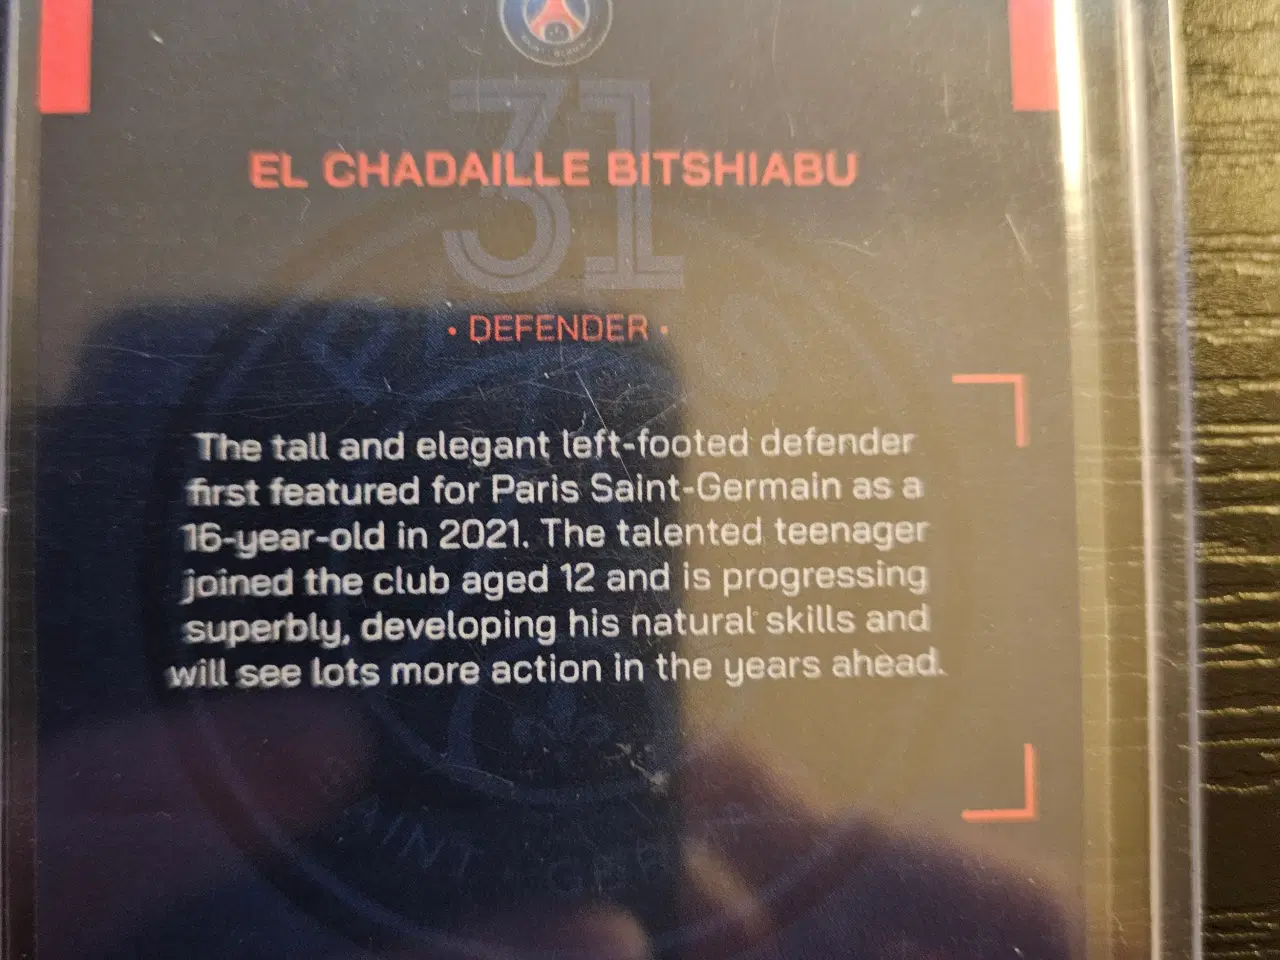 31
EL CHADAILLE BITSHIABU
• DEFENDER •
The tall and elegant left-footed defender
first featured for Paris Saint-Germain as a
16-year-old in 2021. The talented teenager
joined the club aged 12 and is progressing
superbly, developing his natural skills and
will see lots more action in the years ahead.